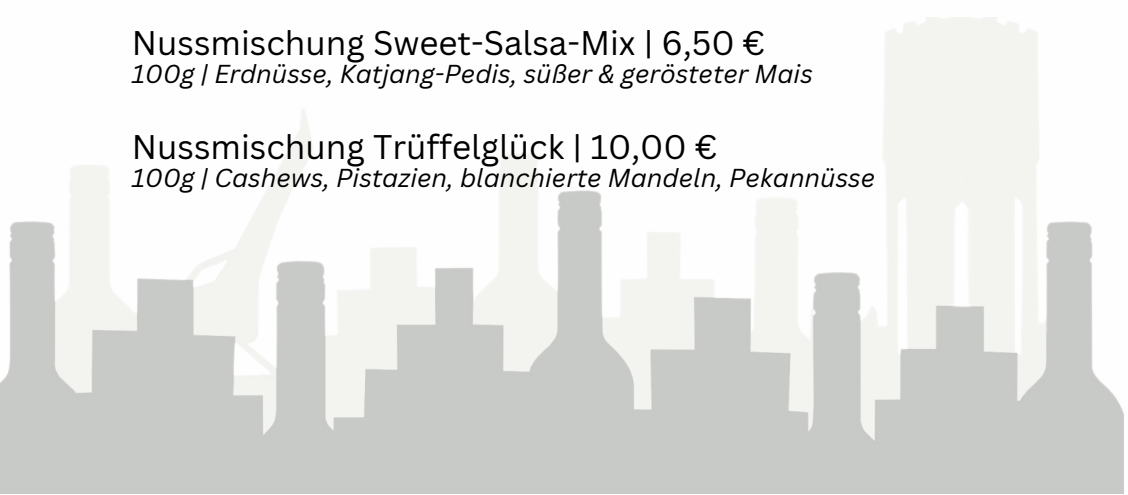 Nussmischung Sweet-Salsa-Mix | 6,50 €
100g | Erdnüsse, Katjang-Pedis, süßer & gerösteter Mais
Nussmischung Trüffelglück | 10,00 €
100g | Cashews, Pistazien, blanchierte Mandeln, Pekannüsse